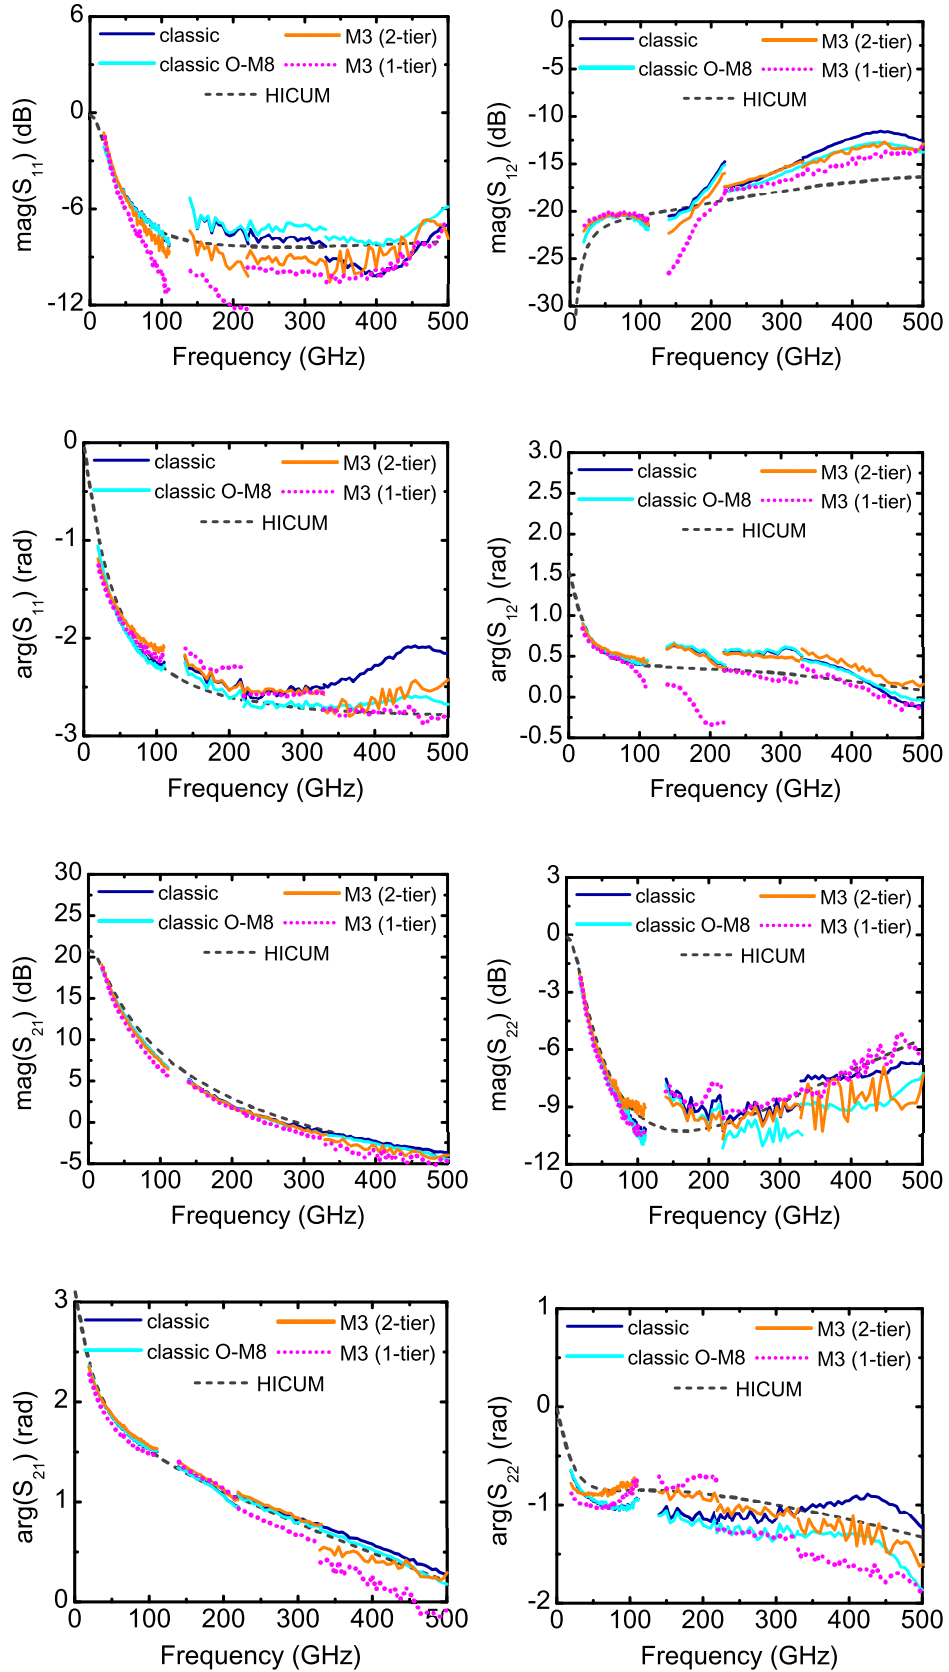 6
0
-6
-12
mag(S11) (dB)
classic
M3 (2-tier)
classic O-M8
M3 (1-tier)
HICUM
0 100 200 300 400 500
Frequency (GHz)
0
-5
-10
-15
-20
-25
-30
mag(S12) (dB)
classic
M3 (2-tier)
classic O-M8
M3 (1-tier)
HICUM
0 100 200 300 400 500
Frequency (GHz)
0
-1
-2
-3
arg(S11) (rad)
classic
M3 (2-tier)
classic O-M8
M3 (1-tier)
HICUM
0 100 200 300 400 500
Frequency (GHz)
3.0
2.5
2.0
1.5
1.0
0.5
0.0
-0.5
arg(S12) (rad)
classic
M3 (2-tier)
classic O-M8
M3 (1-tier)
HICUM
0 100 200 300 400 500
Frequency (GHz)
30
25
20
15
10
5
0
-5
mag(S21) (dB)
classic
M3 (2-tier)
classic O-M8
M3 (1-tier)
HICUM
0 100 200 300 400 500
Frequency (GHz)
3
0
-3
-6
-9
-12
mag(S22) (dB)
classic
M3 (2-tier)
classic O-M8
M3 (1-tier)
HICUM
0 100 200 300 400 500
Frequency (GHz)
3
2
1
0
arg(S21) (rad)
classic
M3 (2-tier)
classic O-M8
M3 (1-tier)
HICUM
0 100 200 300 400 500
Frequency (GHz)
1
0
-1
-2
arg(S22) (rad)
classic
M3 (2-tier)
classic O-M8
M3 (1-tier)
HICUM
0 100 200 300 400 500
Frequency (GHz)